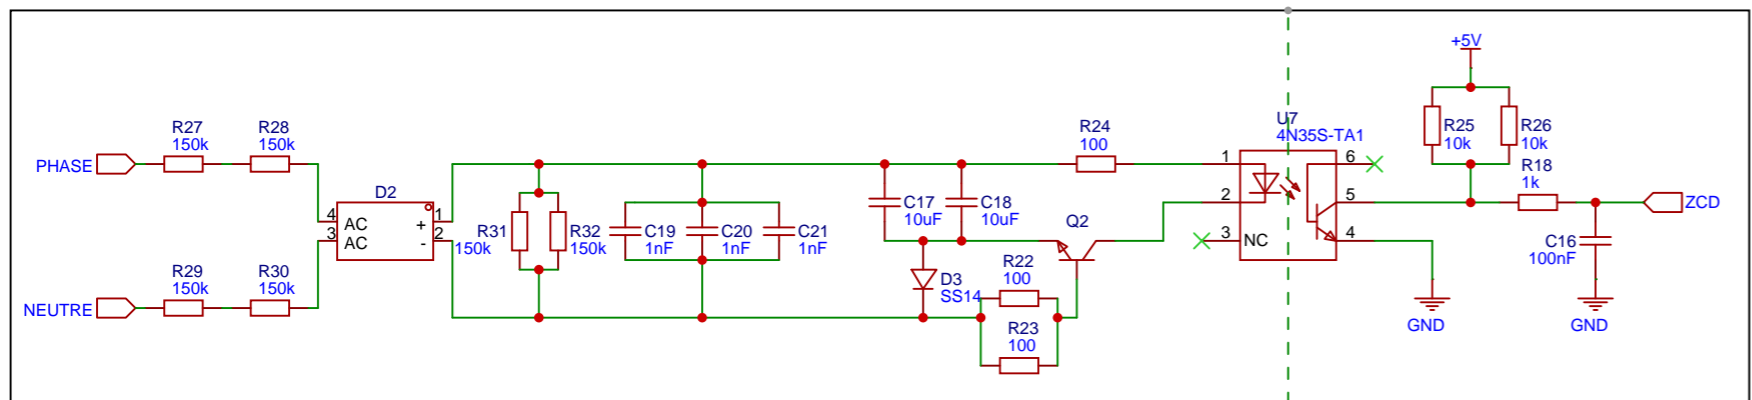 +5V
R27
150k
R28
150k
PHASE
D2
4
AC
3
AC
+
1
-
2
R31
150k
R32
150k
C19
1nF
C20
1nF
C21
1nF
C17
10uF
C18
10uF
D3
SS14
Q2
R22
100
R23
100
R24
100
U7
4N35S-TA1
1
2
3
NC
6
5
4
R25
10k
R26
10k
R18
1k
ZCD
C16
100nF
GND
GND
R29
150k
R30
150k
NEUTRE